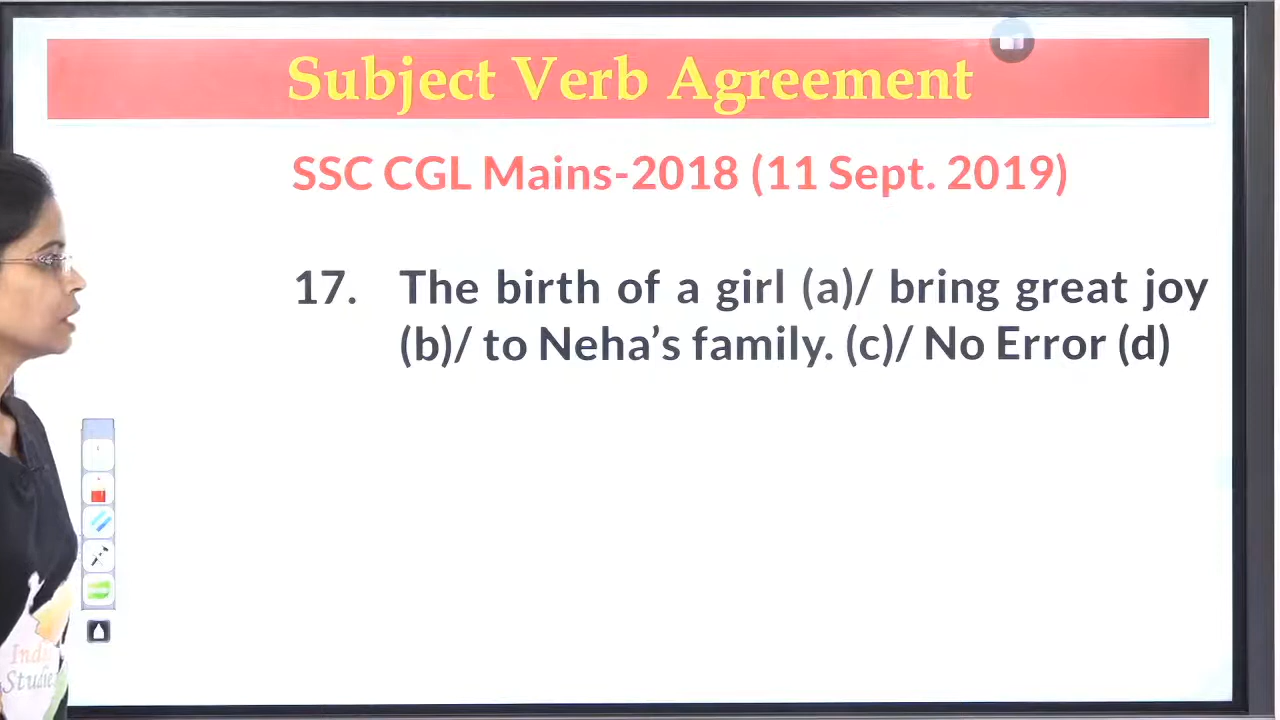 Subject Verb Agreement
SSC CGL Mains-2018 (11 Sept. 2019)
17. The birth of a girl (a)/ bring great joy
(b)/ to Neha's family. (c)/ No Error (d)
Studies